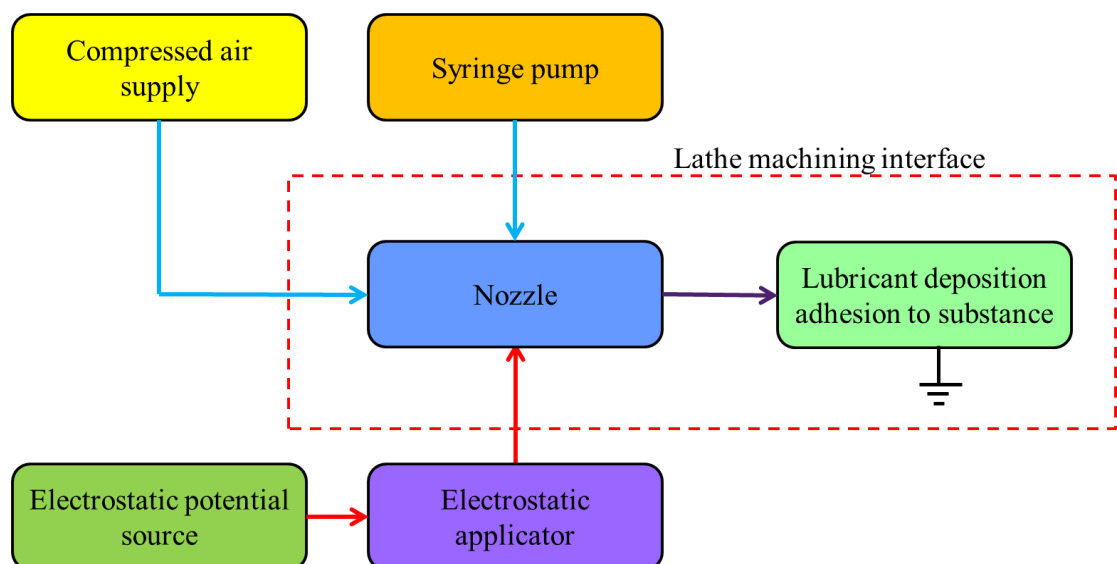 Compressed air
supply
Syringe pump
Lathe machining interface
Nozzle
Lubricant deposition
adhesion to substance
Electrostatic potential
source
Electrostatic
applicator